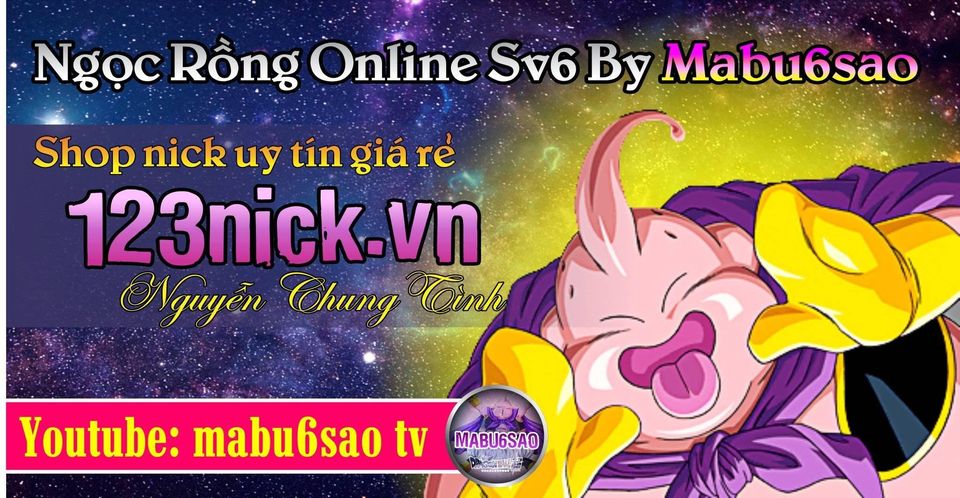 Ngọc Rồng Online Sv6 By Mabu6sao
Shop nick uy tín giá rẻ
123nick.vn
Nguyễn Chung Tình
Youtube: mabu6sao tv
MABU6SAO